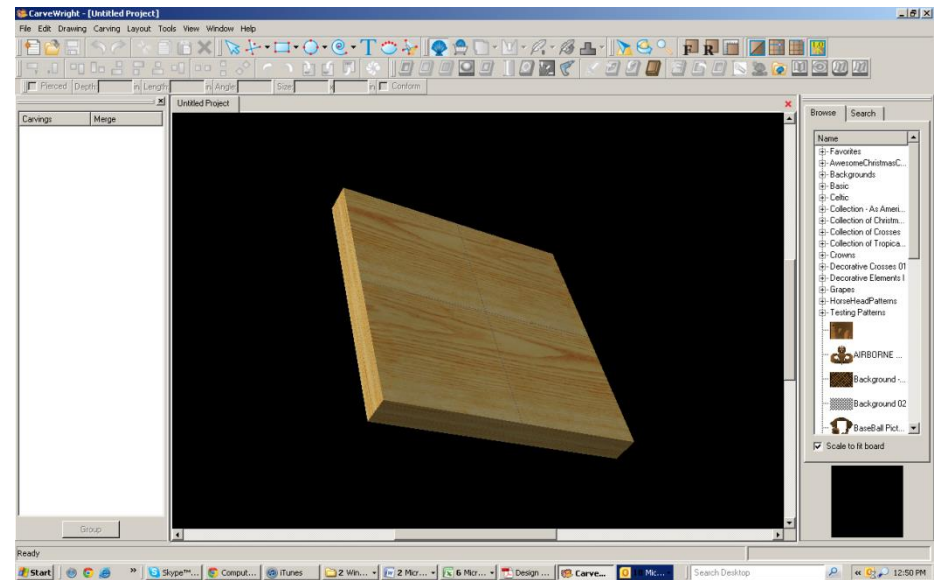 CarveWright - [Untitled Project]
File Edit Drawing Carving Layout Tools View Window Help
Pierced Depth: in Length: in Angle: Size: x in Conform
Untitled Project
Carvings Merge
Group
Browse Search
Name
Favorites
AwesomeChristmasC...
Backgrounds
Basic
Celtic
Collection - As Ameri...
Collection of Christm...
Collection of Crosses
Collection of Tropica...
Crowns
Decorative Crosses 01
Decorative Elements I
Grapes
HorseHeadPatterns
Testing Patterns
AIRBORNE ...
Background -...
Background 02
BaseBall Pict...
Scale to fit board
Ready
Start » Skype™... Comput... iTunes 2 Win... 2 Micr... 6 Micr... Design ... Carve... Mic... Search Desktop « 12:50 PM